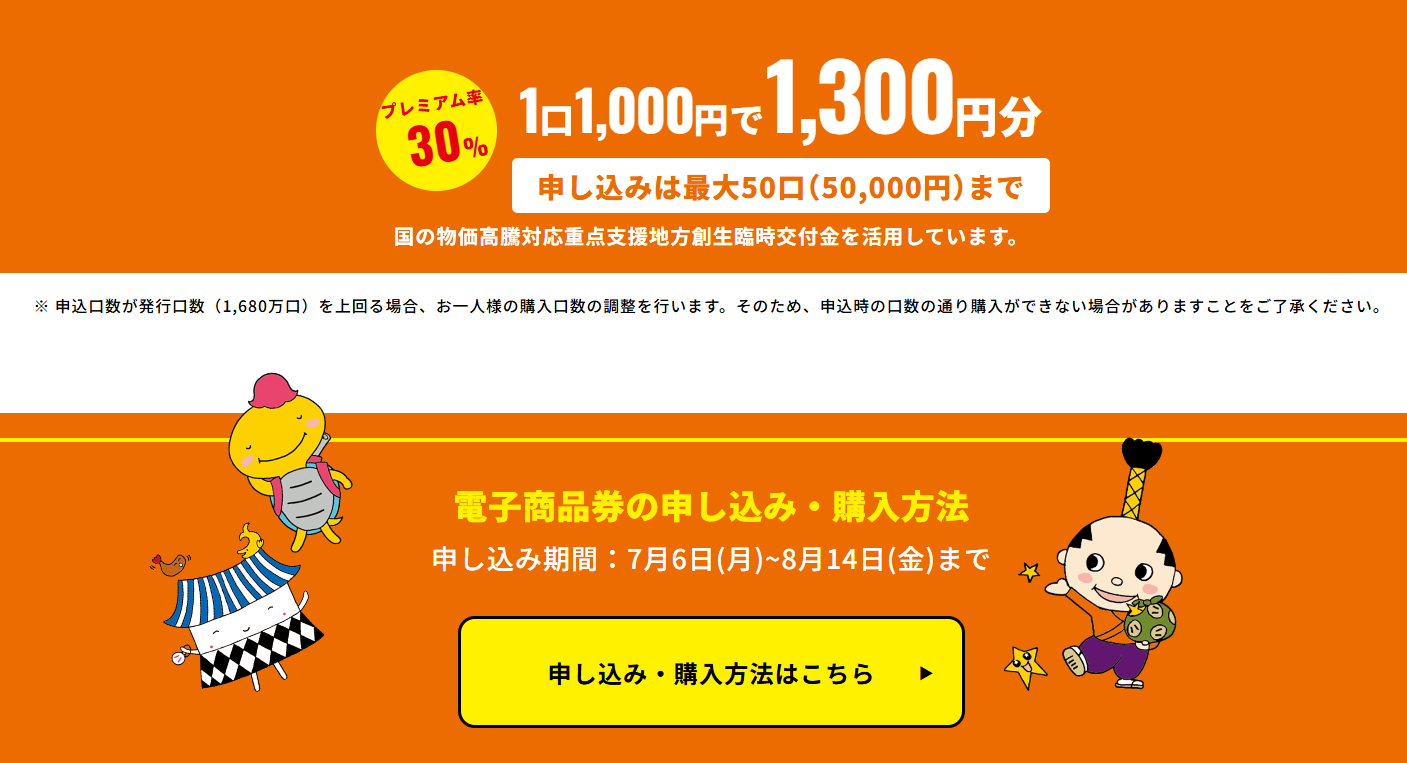 プレミアム率
30%
1口1,000円で1,300円分
申し込みは最大50口(50,000円)まで
国の物価高騰対応重点支援地方創生臨時交付金を活用しています。
※ 申込口数が発行口数（1,680万口）を上回る場合、お一人様の購入口数の調整を行います。そのため、申込時の口数の通り購入ができない場合がありますことをご了承ください。
電子商品券の申し込み・購入方法
申し込み期間：7月6日(月)~8月14日(金)まで
申し込み・購入方法はこちら ▶